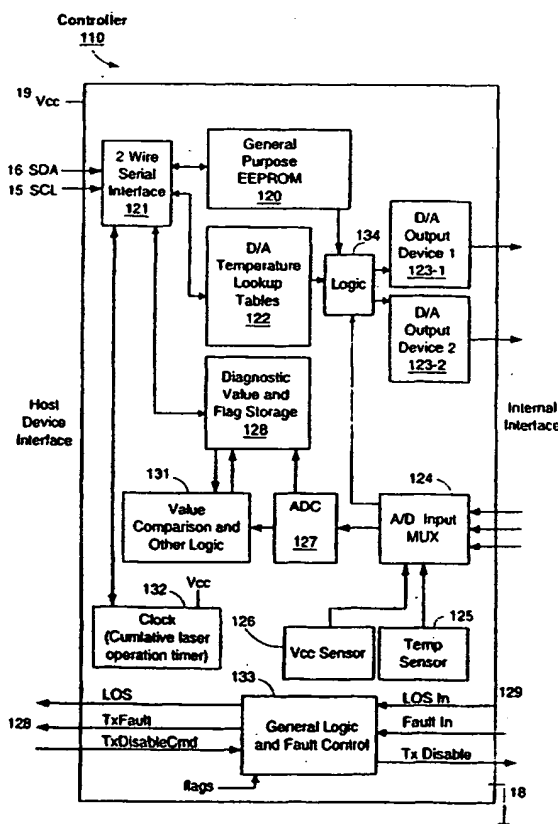 Controller
110
19 Vcc
16 SDA
15 SCL
2 Wire
Serial
Interface
121
General
Purpose
EEPROM
120
D/A
Temperature
Lookup
Tables
122
134
Logic
D/A
Output
Device 1
123-1
D/A
Output
Device 2
123-2
Host
Device
Interface
Diagnostic
Value and
Flag Storage
128
Internal
Interface
131
Value
Comparison and
Other Logic
ADC
127
124
A/D Input
MUX
132
Vcc
Clock
(Cumlative laser
operation timer)
126
Vcc Sensor
125
Temp
Sensor
133
129
128
LOS
TxFault
TxDisableCmd
General Logic
and Fault Control
LOS In
Fault In
Tx Disable
flags
18